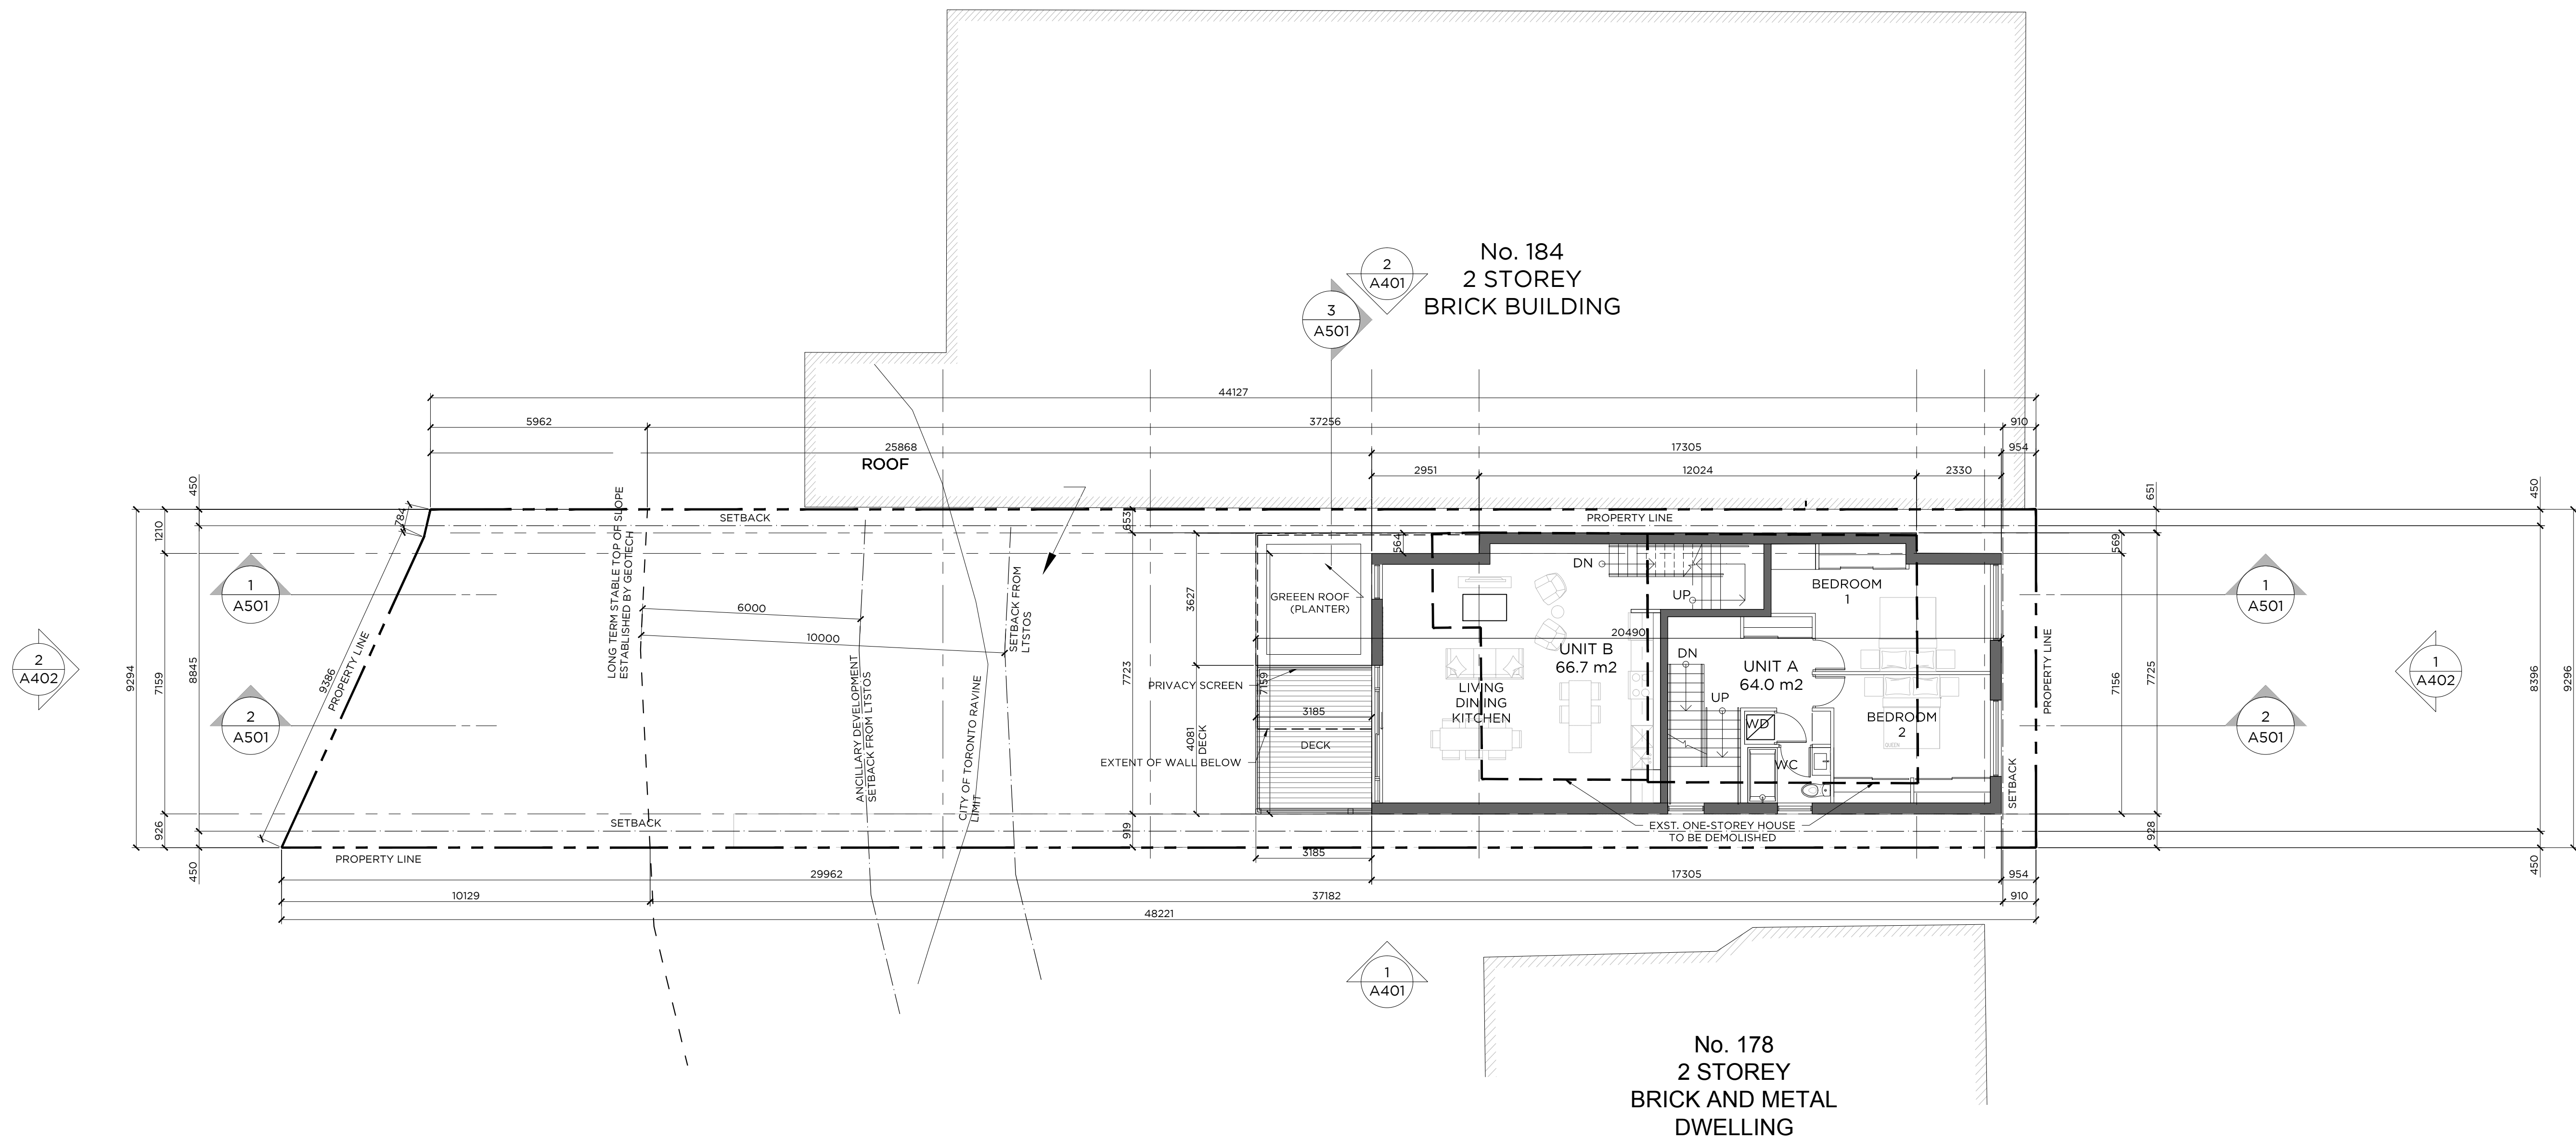 No. 184
2 STOREY
BRICK BUILDING
2
A401
3
A501
44127
5962
37256
910
25868
17305
954
ROOF
2951
12024
2330
450
1210
784
9294
7159
8845
926
450
1
A501
2
A501
2
A402
9386
PROPERTY LINE
SETBACK
LONG TERM STABLE TOP OF SLOPE
ESTABLISHED BY GEOTECH
6000
10000
ANCILLARY DEVELOPMENT
SETBACK FROM LTSTOS
CITY OF TORONTO RAVINE
LIMIT
SETBACK FROM
LTSTOS
653
7723
919
3627
4081
DECK
564
7159
GREEEN ROOF
(PLANTER)
PRIVACY SCREEN
3185
DECK
EXTENT OF WALL BELOW
3185
20490
PROPERTY LINE
DN
UP
UNIT B
66.7 m2
LIVING
DINING
KITCHEN
DN
UP
UNIT A
64.0 m2
BEDROOM
1
BEDROOM
2
QUEEN
WD
WC
EXST. ONE-STOREY HOUSE
TO BE DEMOLISHED
SETBACK
PROPERTY LINE
651
569
7156
7725
928
450
8396
9296
450
1
A501
2
A501
1
A402
SETBACK
PROPERTY LINE
29962
17305
954
10129
37182
910
48221
1
A401
No. 178
2 STOREY
BRICK AND METAL
DWELLING